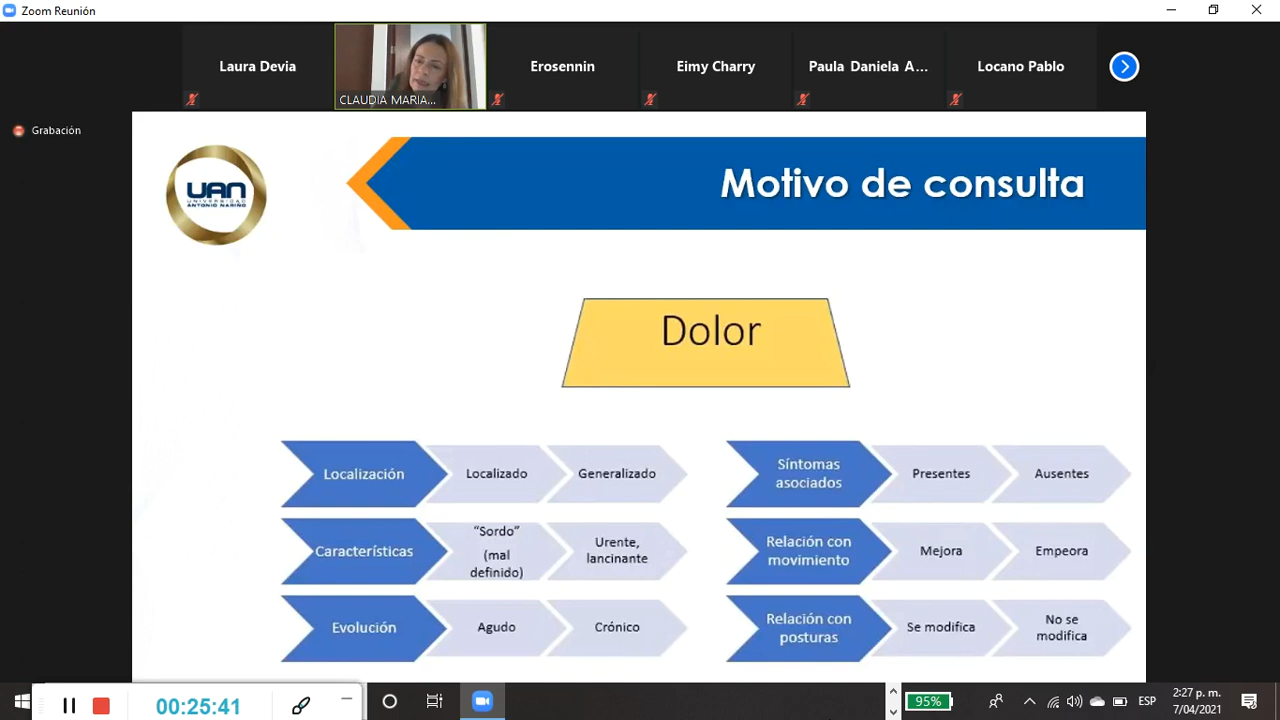 Zoom Reunión
Laura Devia
CLAUDIA MARIA...
Erosennin
Eimy Charry
Paula Daniela A...
Locano Pablo
Grabación
UAN
UNIVERSIDAD
ANTONIO NARIÑO
Motivo de consulta
Dolor
Localización
Localizado
Generalizado
Características
“Sordo”
(mal
definido)
Urente,
lancinante
Evolución
Agudo
Crónico
Síntomas
asociados
Presentes
Ausentes
Relación con
movimiento
Mejora
Empeora
Relación con
posturas
Se modifica
No se
modifica
00:25:41
95%
ESP
2:27 p. m.
7/04/2021